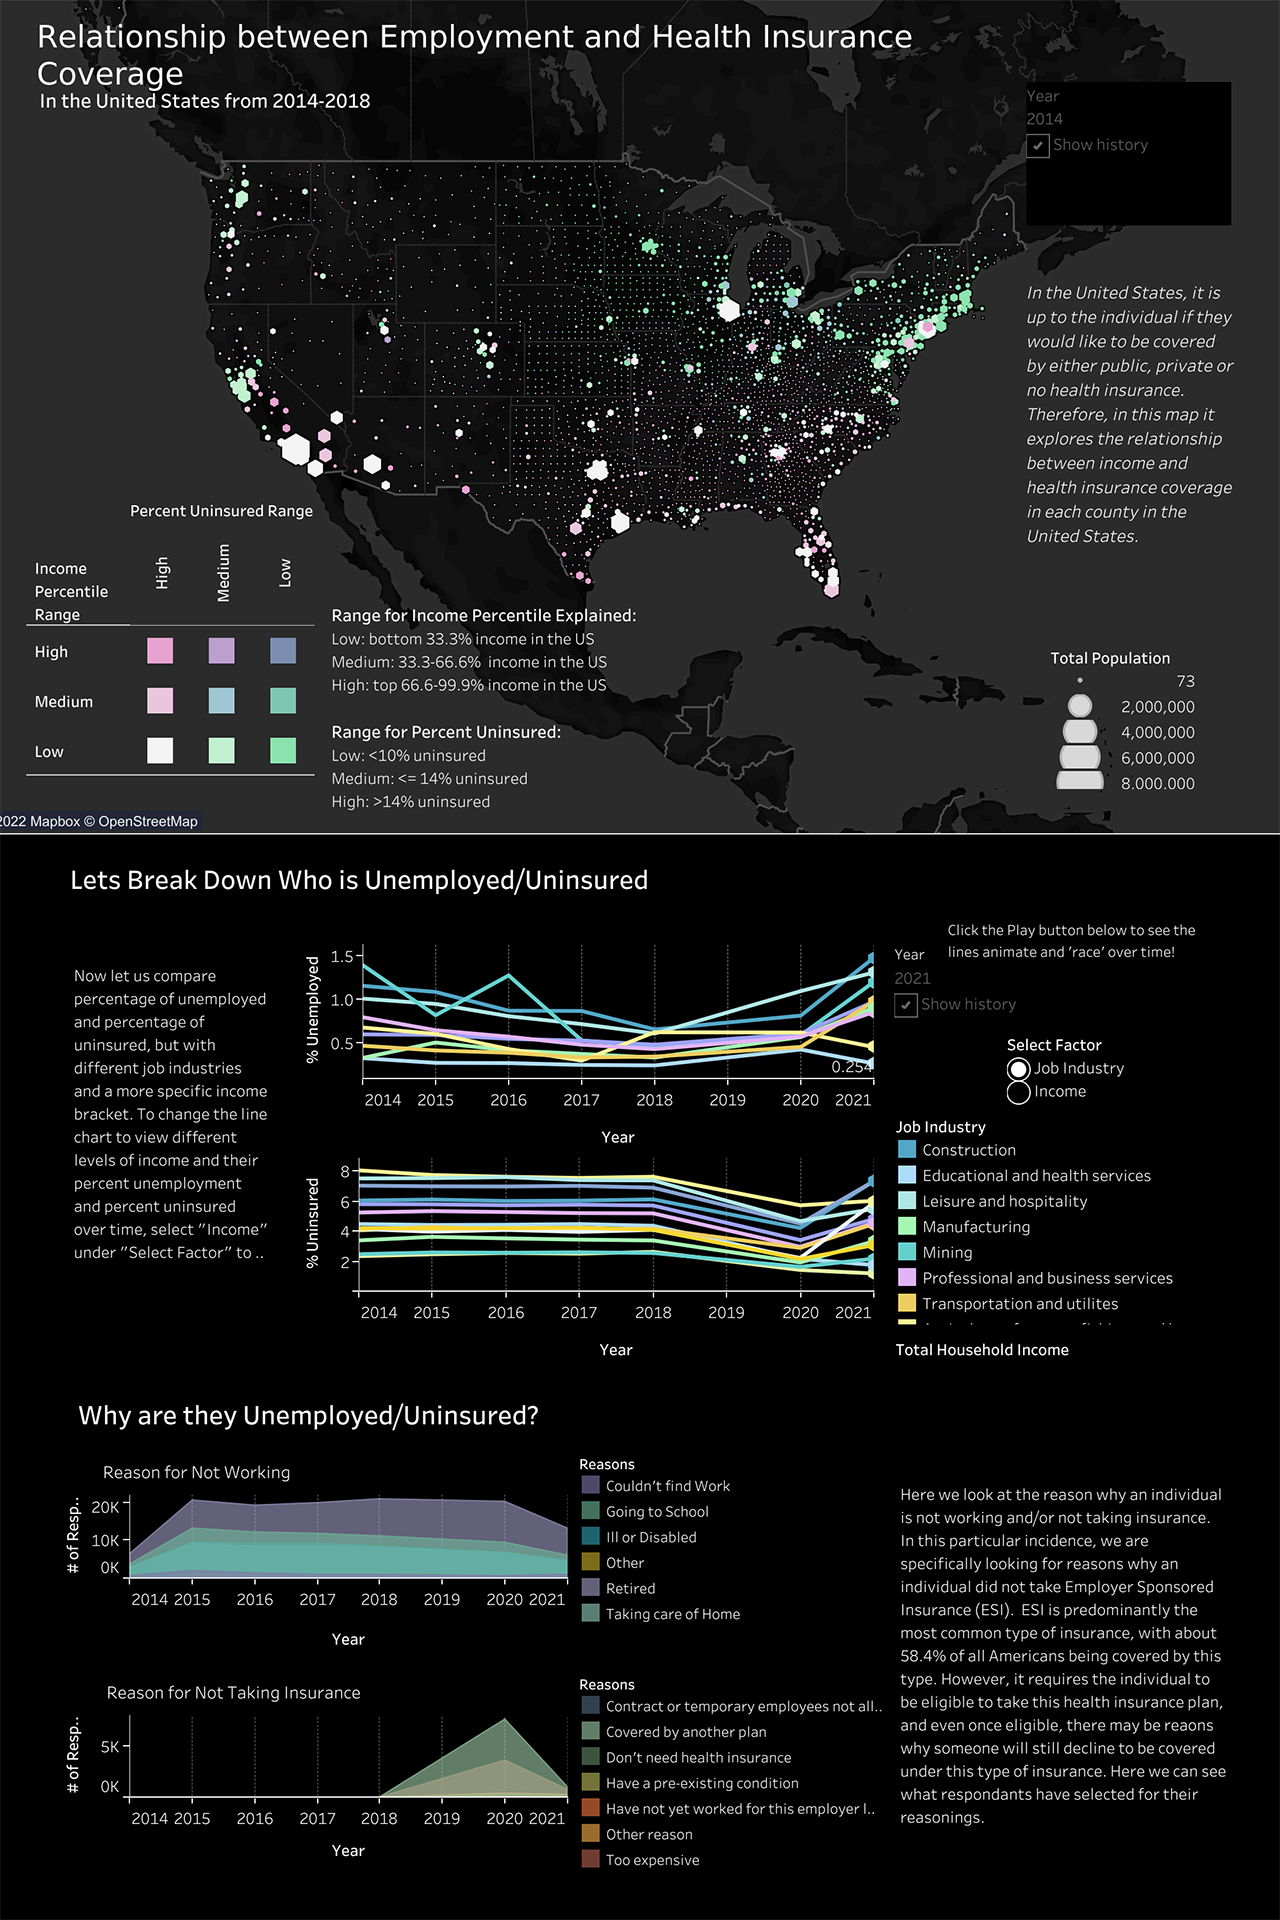 Relationship between Employment and Health Insurance
Coverage
In the United States from 2014-2018
Year
2014
Show history
In the United States, it is
up to the individual if they
would like to be covered
by either public, private or
no health insurance.
Therefore, in this map it
explores the relationship
between income and
health insurance coverage
in each county in the
United States.
Percent Uninsured Range
Income
Percentile
Range
High
Medium
Low
High
Medium
Low
Range for Income Percentile Explained:
Low: bottom 33.3% income in the US
Medium: 33.3-66.6% income in the US
High: top 66.6-99.9% income in the US
Range for Percent Uninsured:
Low: <10% uninsured
Medium: <= 14% uninsured
High: >14% uninsured
Total Population
73
2,000,000
4,000,000
6,000,000
8.000.000
2022 Mapbox © OpenStreetMap
Lets Break Down Who is Unemployed/Uninsured
Now let us compare
percentage of unemployed
and percentage of
uninsured, but with
different job industries
and a more specific income
bracket. To change the line
chart to view different
levels of income and their
percent unemployment
and percent uninsured
over time, select "Income"
under "Select Factor" to ..
% Unemployed
1.5
1.0
0.5
0.254
2014 2015 2016 2017 2018 2019 2020 2021
Year
% Uninsured
8
6
4
2
2014 2015 2016 2017 2018 2019 2020 2021
Year
Click the Play button below to see the
lines animate and 'race' over time!
Year
2021
Show history
Select Factor
Job Industry
Income
Job Industry
Construction
Educational and health services
Leisure and hospitality
Manufacturing
Mining
Professional and business services
Transportation and utilites
Total Household Income
Why are they Unemployed/Uninsured?
Reason for Not Working
# of Resp..
20K
10K
0K
2014 2015 2016 2017 2018 2019 2020 2021
Year
Reasons
Couldn't find Work
Going to School
Ill or Disabled
Other
Retired
Taking care of Home
Reason for Not Taking Insurance
# of Resp..
5K
0K
2014 2015 2016 2017 2018 2019 2020 2021
Year
Reasons
Contract or temporary employees not all..
Covered by another plan
Don't need health insurance
Have a pre-existing condition
Have not yet worked for this employer l..
Other reason
Too expensive
Here we look at the reason why an individual
is not working and/or not taking insurance.
In this particular incidence, we are
specifically looking for reasons why an
individual did not take Employer Sponsored
Insurance (ESI). ESI is predominantly the
most common type of insurance, with about
58.4% of all Americans being covered by this
type. However, it requires the individual to
be eligible to take this health insurance plan,
and even once eligible, there may be reaons
why someone will still decline to be covered
under this type of insurance. Here we can see
what respondants have selected for their
reasonings.